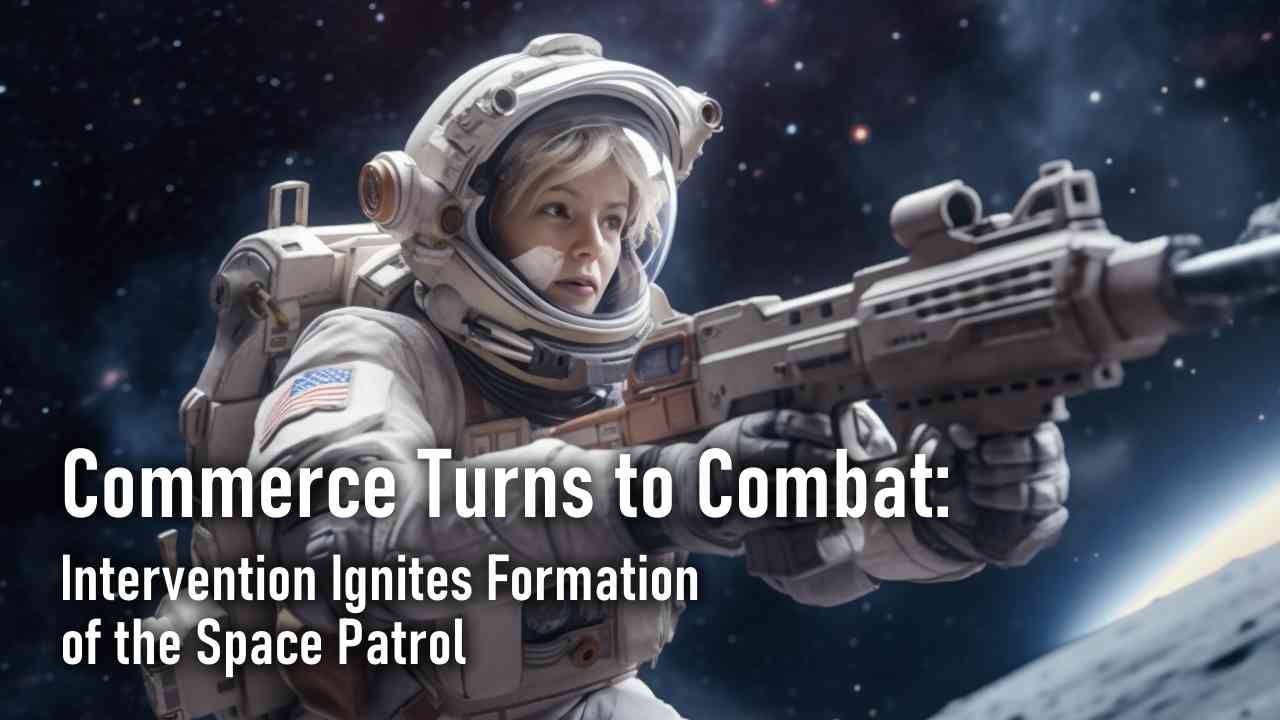 Commerce Turns to Combat:
Intervention Ignites Formation
of the Space Patrol